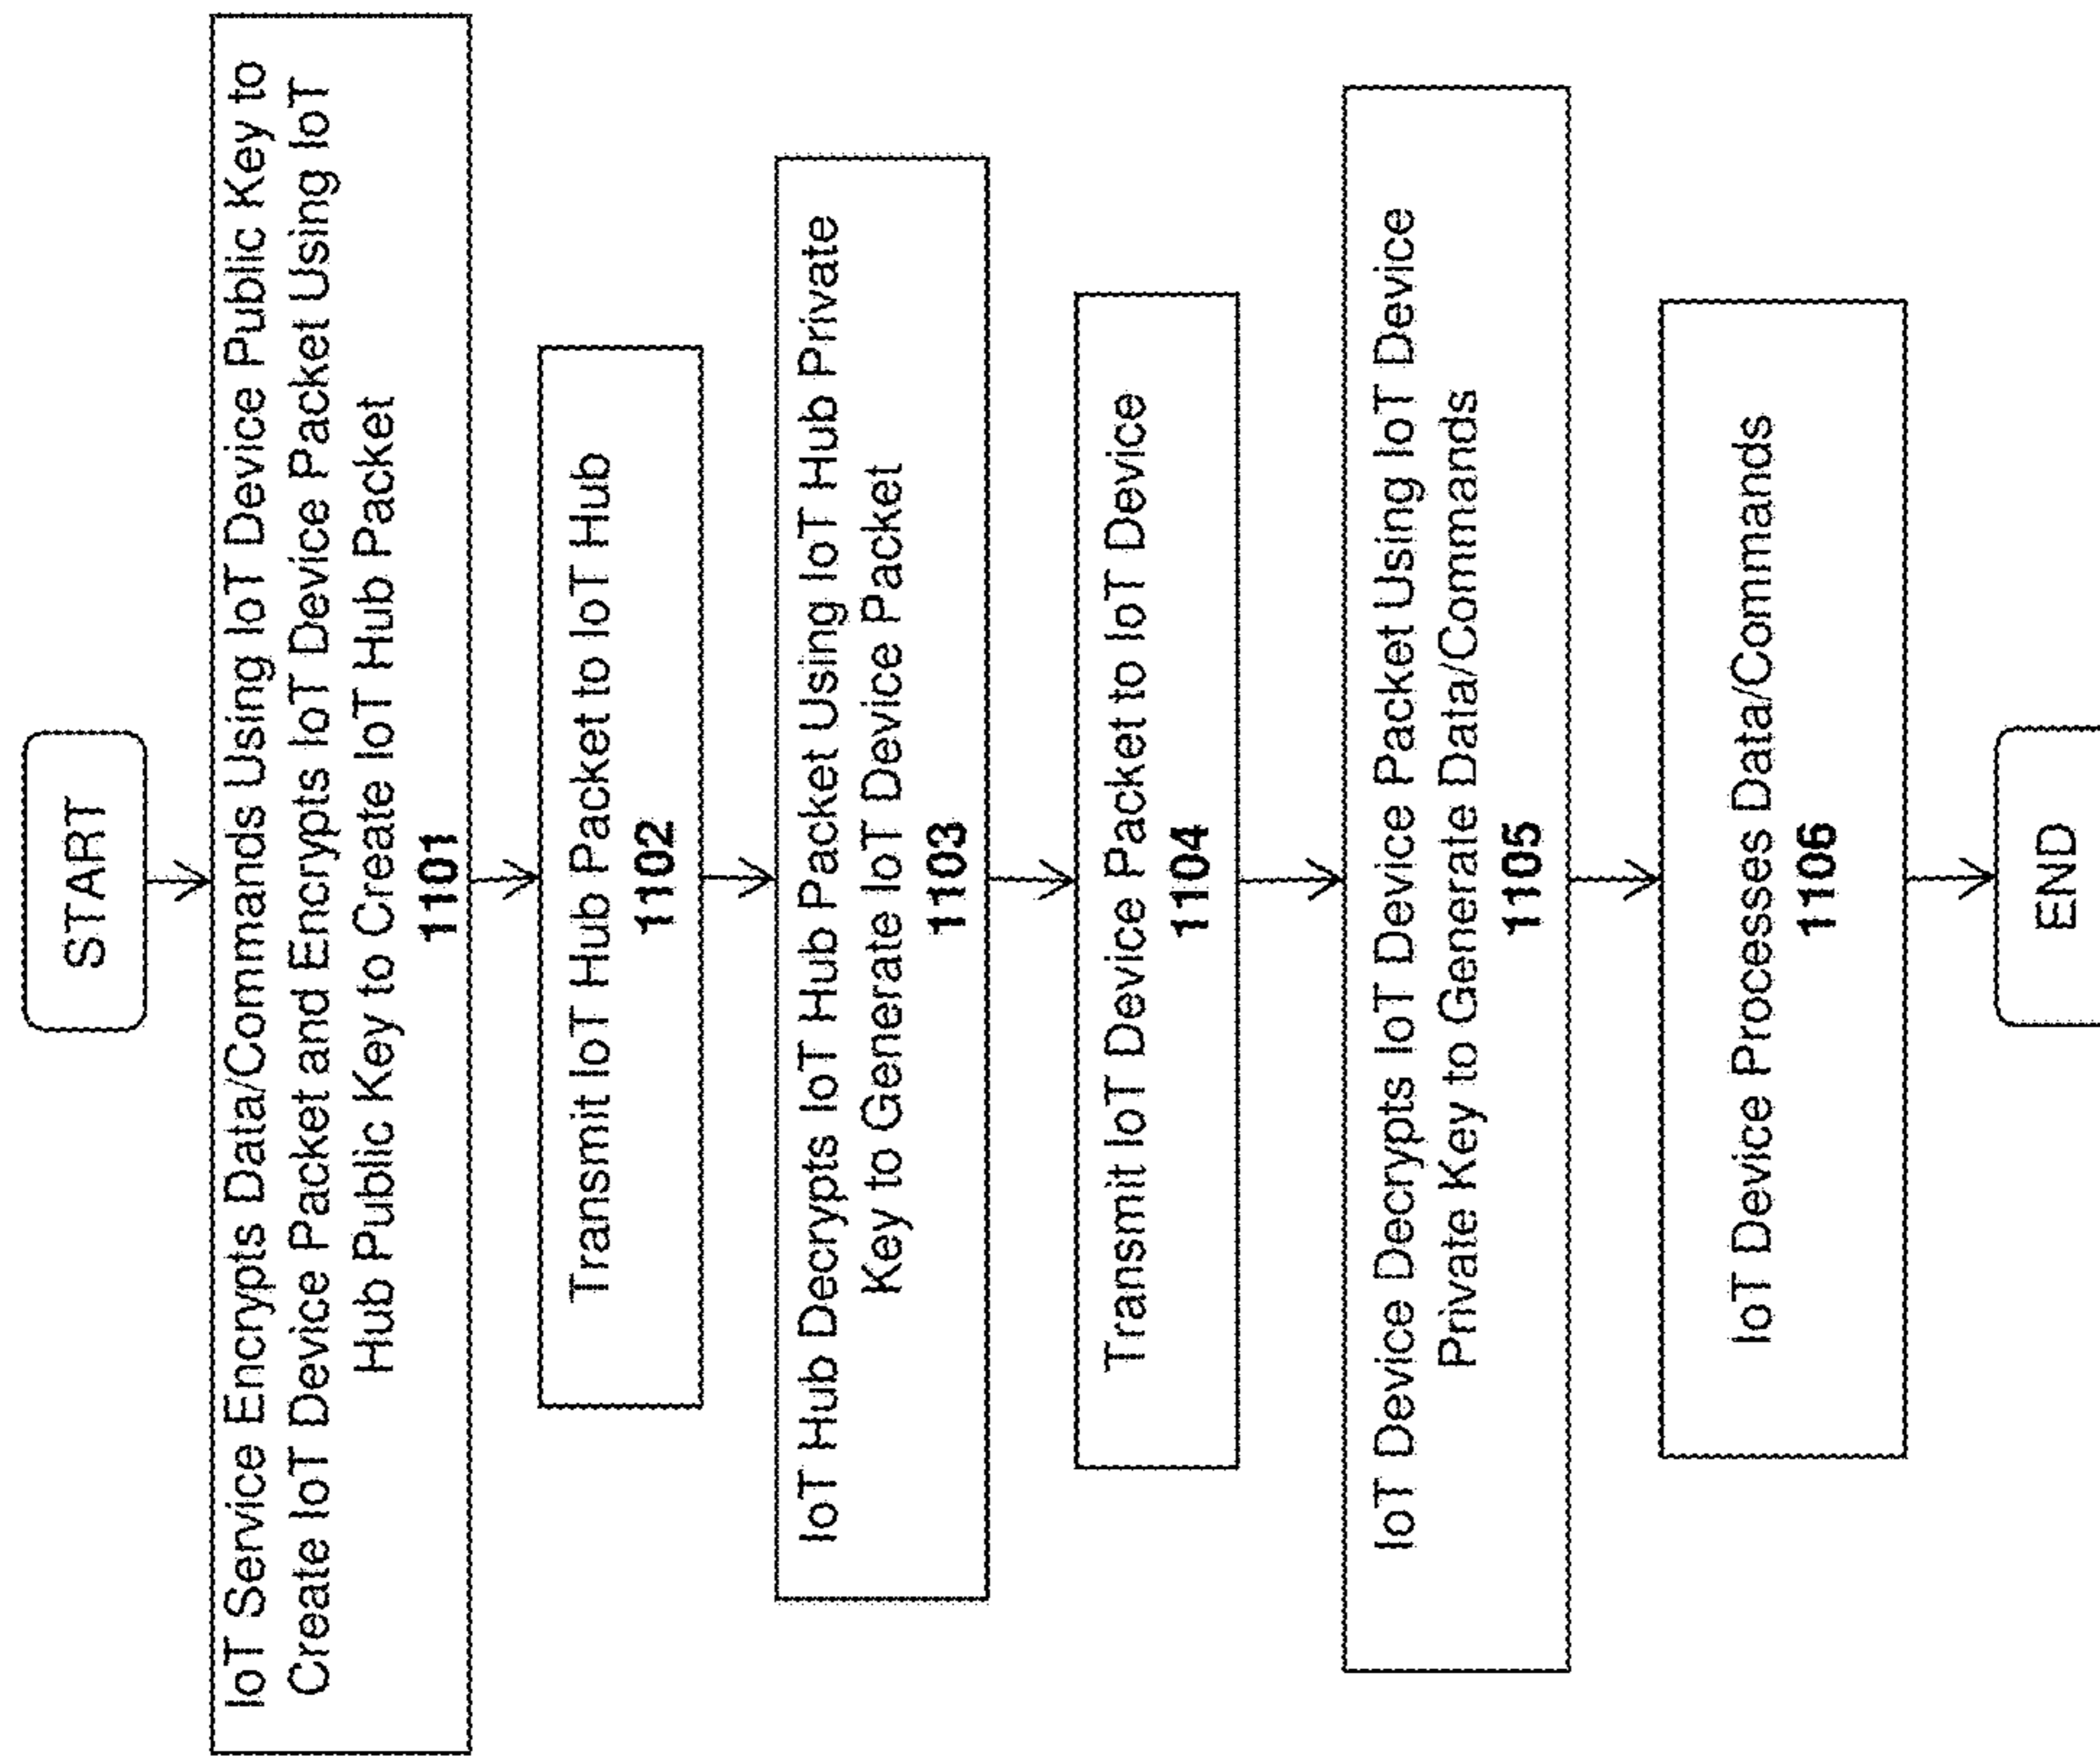 START
IoT Service Encrypts Data/Commands Using IoT Device Public Key to
Create IoT Device Packet and Encrypts IoT Device Packet Using IoT
Hub Public Key to Create IoT Hub Packet
1101
Transmit IoT Hub Packet to IoT Hub
1102
IoT Hub Decrypts IoT Hub Packet Using IoT Hub Private
Key to Generate IoT Device Packet
1103
Transmit IoT Device Packet to IoT Device
1104
IoT Device Decrypts IoT Device Packet Using IoT Device
Private Key to Generate Data/Commands
1105
IoT Device Processes Data/Commands
1106
END